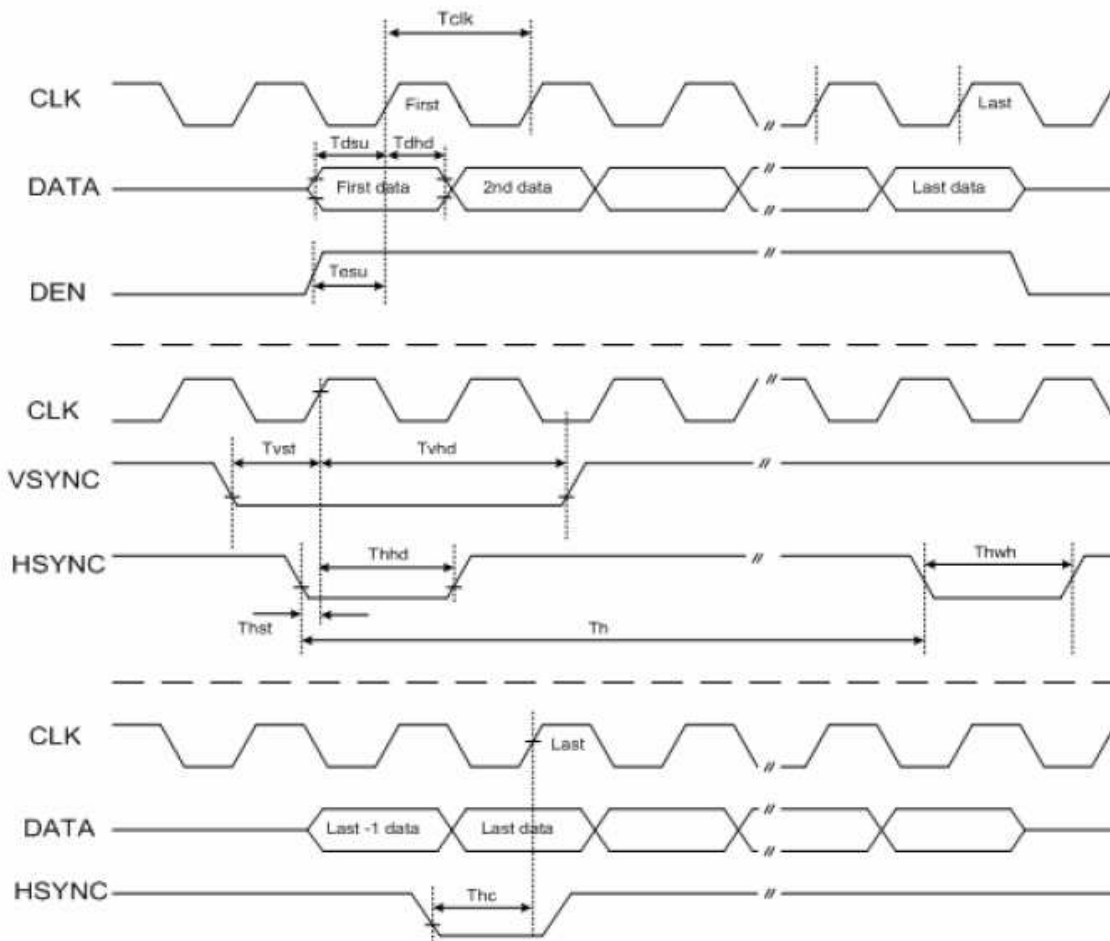 Tclk
CLK
First
Last
Tdsu
Tdhd
DATA
First data
2nd data
Last data
DEN
Tesu
CLK
Tvst
Tvhd
VSYNC
HSYNC
Thhd
Thwh
Thst
Th
CLK
Last
DATA
Last -1 data
Last data
HSYNC
Thc